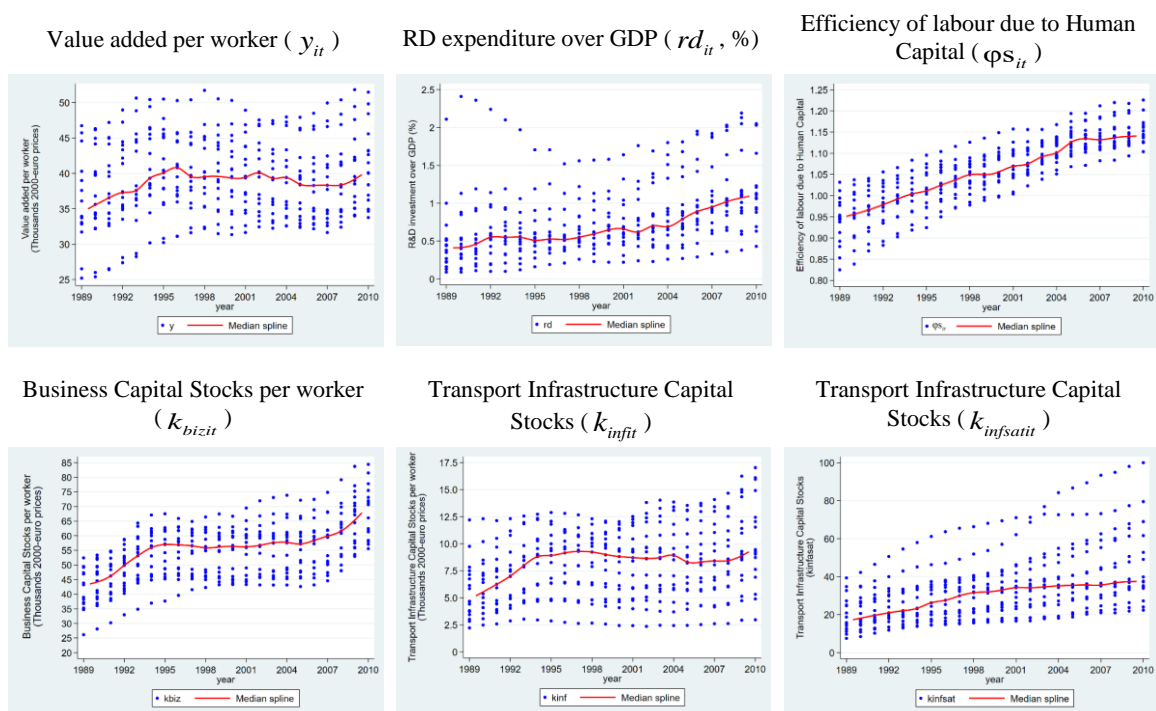 Value added per worker ( y_it )
RD expenditure over GDP ( rd_it , %)
Efficiency of labour due to Human
Capital ( φs_it )
Value added per worker
(Thousands 2000-euro prices)
50
45
40
35
30
25
1989 1992 1995 1998 2001 2004 2007 2010
year
y Median spline
R&D investment over GDP (%)
2.5
2
1.5
1
0.5
0
1989 1992 1995 1998 2001 2004 2007 2010
year
rd Median spline
Efficiency of labour due to Human Capital
1.25
1.20
1.15
1.10
1.05
1.00
0.95
0.90
0.85
0.80
1989 1992 1995 1998 2001 2004 2007 2010
year
φs_it Median spline
Business Capital Stocks per worker
( k_bizit )
Transport Infrastructure Capital
Stocks ( k_infit )
Transport Infrastructure Capital
Stocks ( k_infsatit )
Business Capital Stocks per worker
(Thousands 2000-euro prices)
85
80
75
70
65
60
55
50
45
40
35
30
25
20
1989 1992 1995 1998 2001 2004 2007 2010
year
kbiz Median spline
Transport Infrastructure Capital Stocks per worker
(Thousands 2000-euro prices)
17.5
15
12.5
10
7.5
5
2.5
0
1989 1992 1995 1998 2001 2004 2007 2010
year
kinf Median spline
Transport Infrastructure Capital Stocks
(kinfasat)
100
80
60
40
20
0
1989 1992 1995 1998 2001 2004 2007 2010
year
kinfsat Median spline